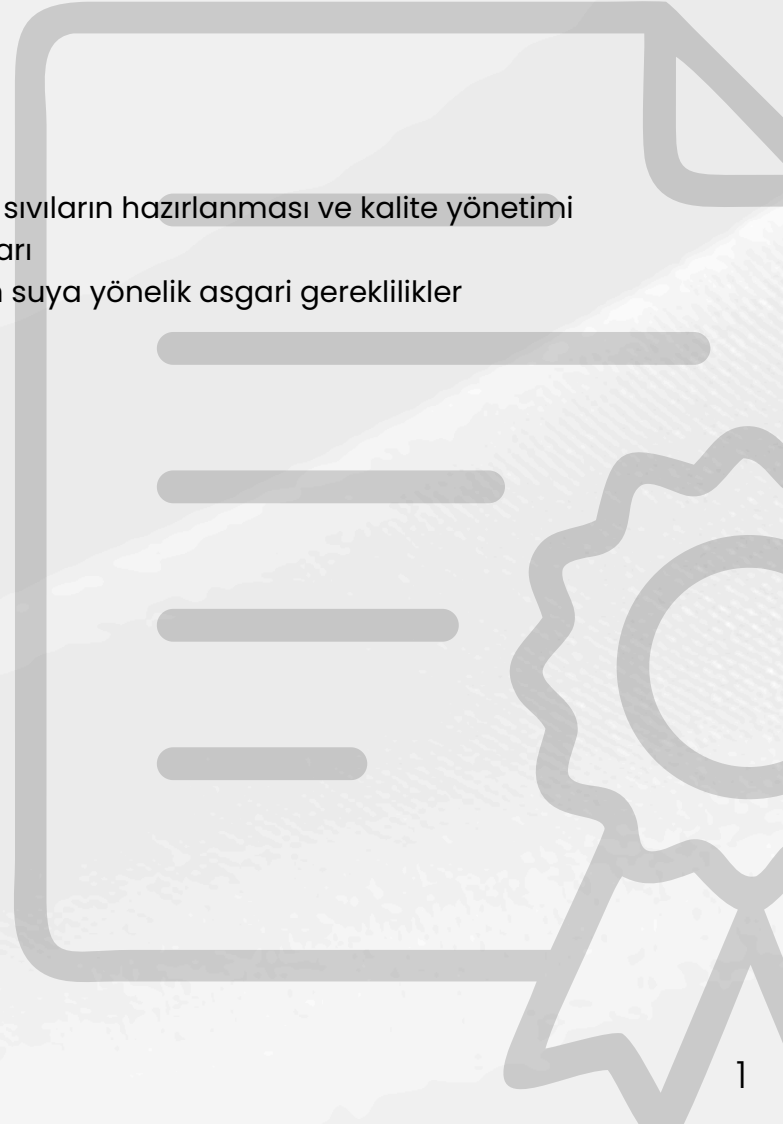 sıvıların hazırlanması ve kalite yönetimi
arı
suya yönelik asgari gereklilikler
1